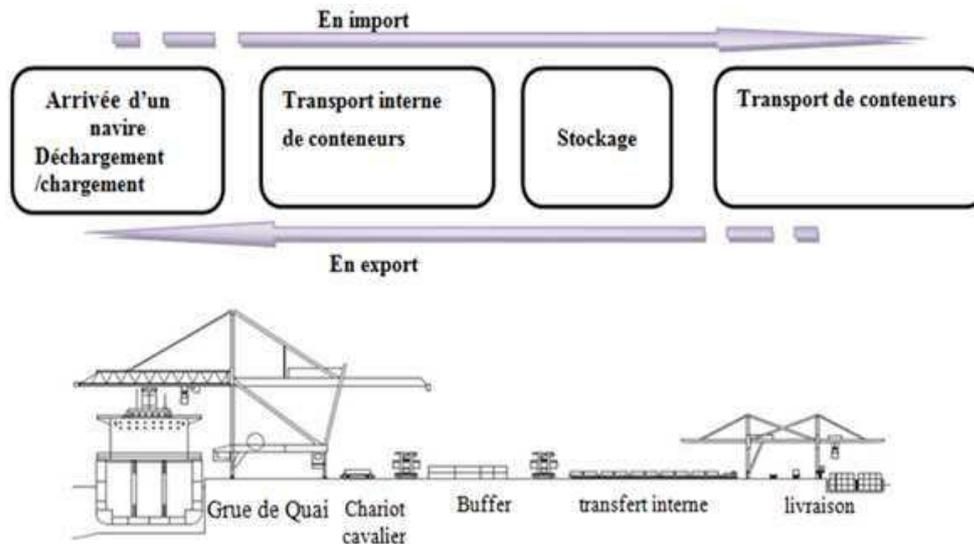 En import
Arrivée d'un
navire
Déchargement
/chargement
Transport interne
de conteneurs
Stockage
Transport de conteneurs
En export
Grue de Quai
Chariot
cavalier
Buffer
transfert interne
livraison